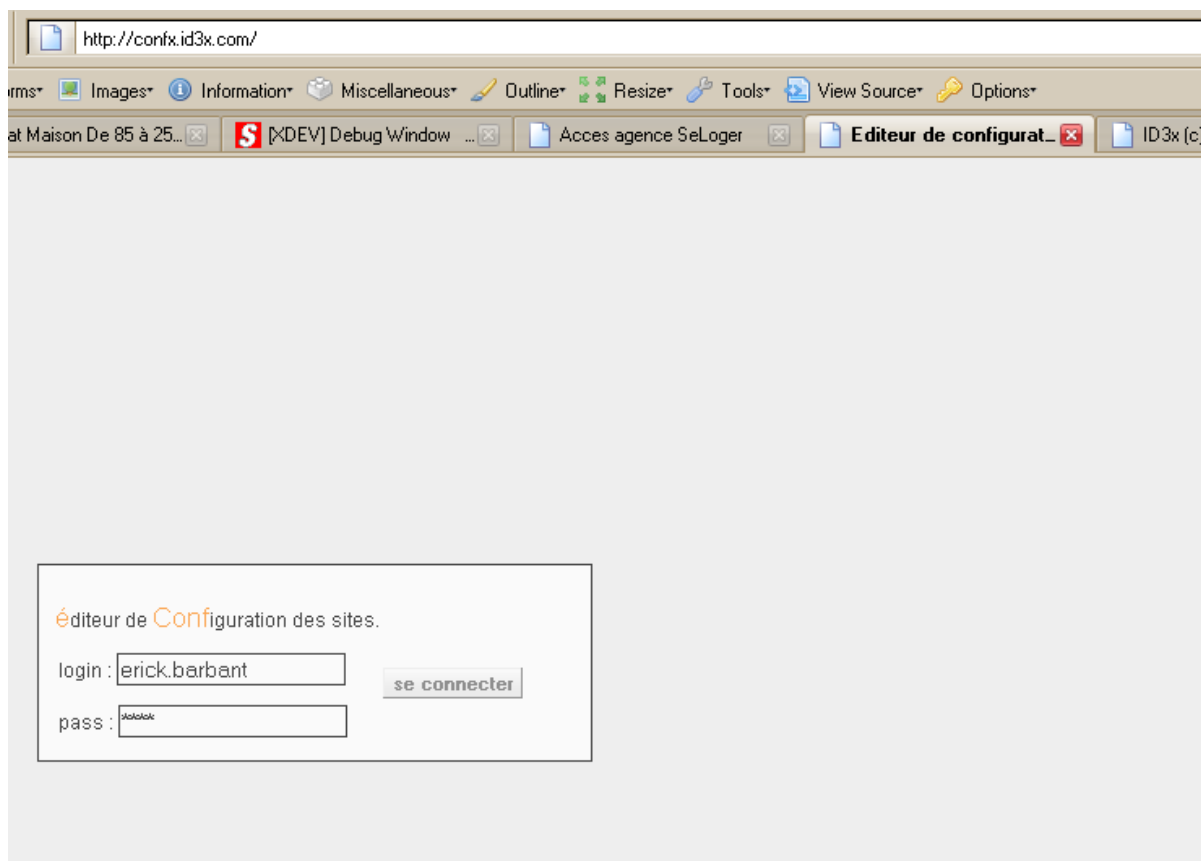 http://confx.id3x.com/
orms Images Information Miscellaneous Outline Resize Tools View Source Options
at Maison De 85 à 25... [XDEV] Debug Window ... Acces agence SeLoger Editeur de configurat... ID3x (c)
éditeur de Configuration des sites.
login : erick.barbant
se connecter
pass : *****